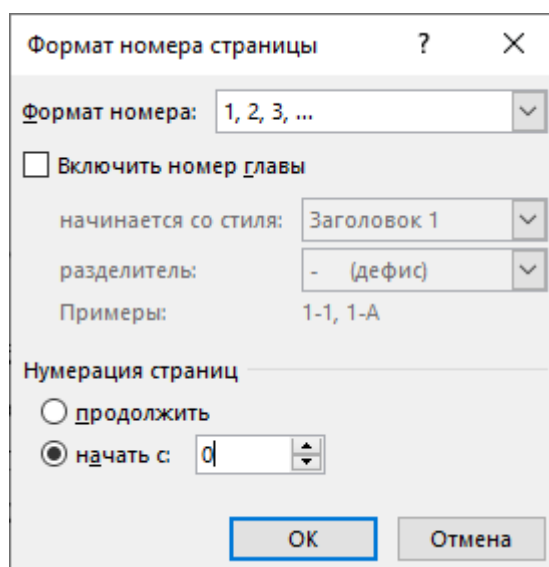 Формат номера страницы ? ×
Формат номера: 1, 2, 3, ...
Включить номер главы
начинается со стиля: Заголовок 1
разделитель: - (дефис)
Примеры: 1-1, 1-A
Нумерация страниц
продолжить
начать с: 0
ОК Отмена